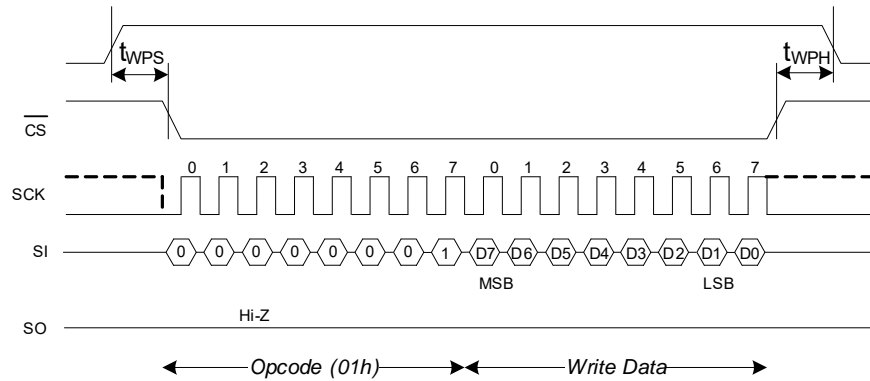 tWPS tWPH
CS
0 1 2 3 4 5 6 7 0 1 2 3 4 5 6 7
SCK
SI 0 0 0 0 0 0 0 1 D7 D6 D5 D4 D3 D2 D1 D0
MSB LSB
Hi-Z
SO
Opcode (01h) Write Data